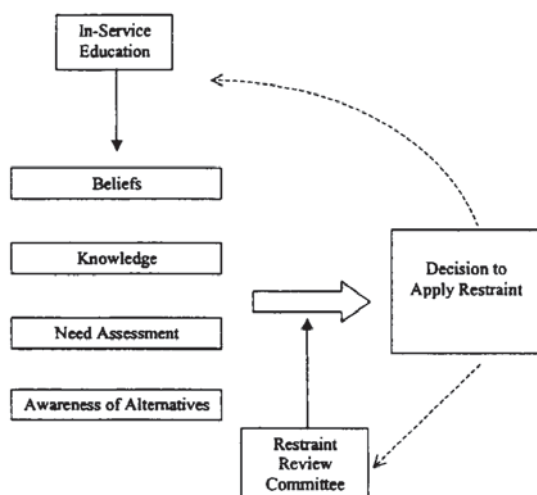 In-Service
Education
Beliefs
Knowledge
Need Assessment
Awareness of Alternatives
Decision to
Apply Restraint
Restraint
Review
Committee